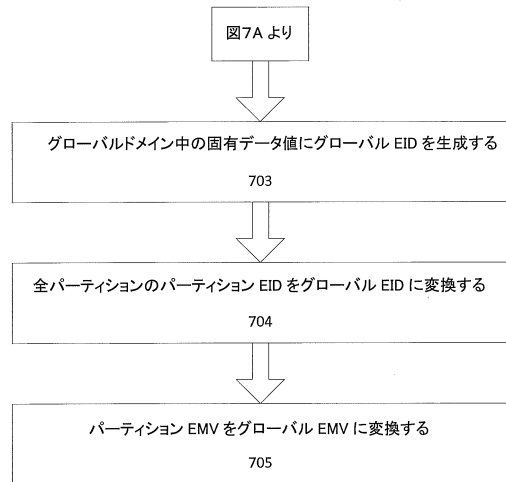 図7A より
グローバルドメイン中の固有データ値にグローバル EID を生成する
703
全パーティションのパーティション EID をグローバル EID に変換する
704
パーティション EMV をグローバル EMV に変換する
705